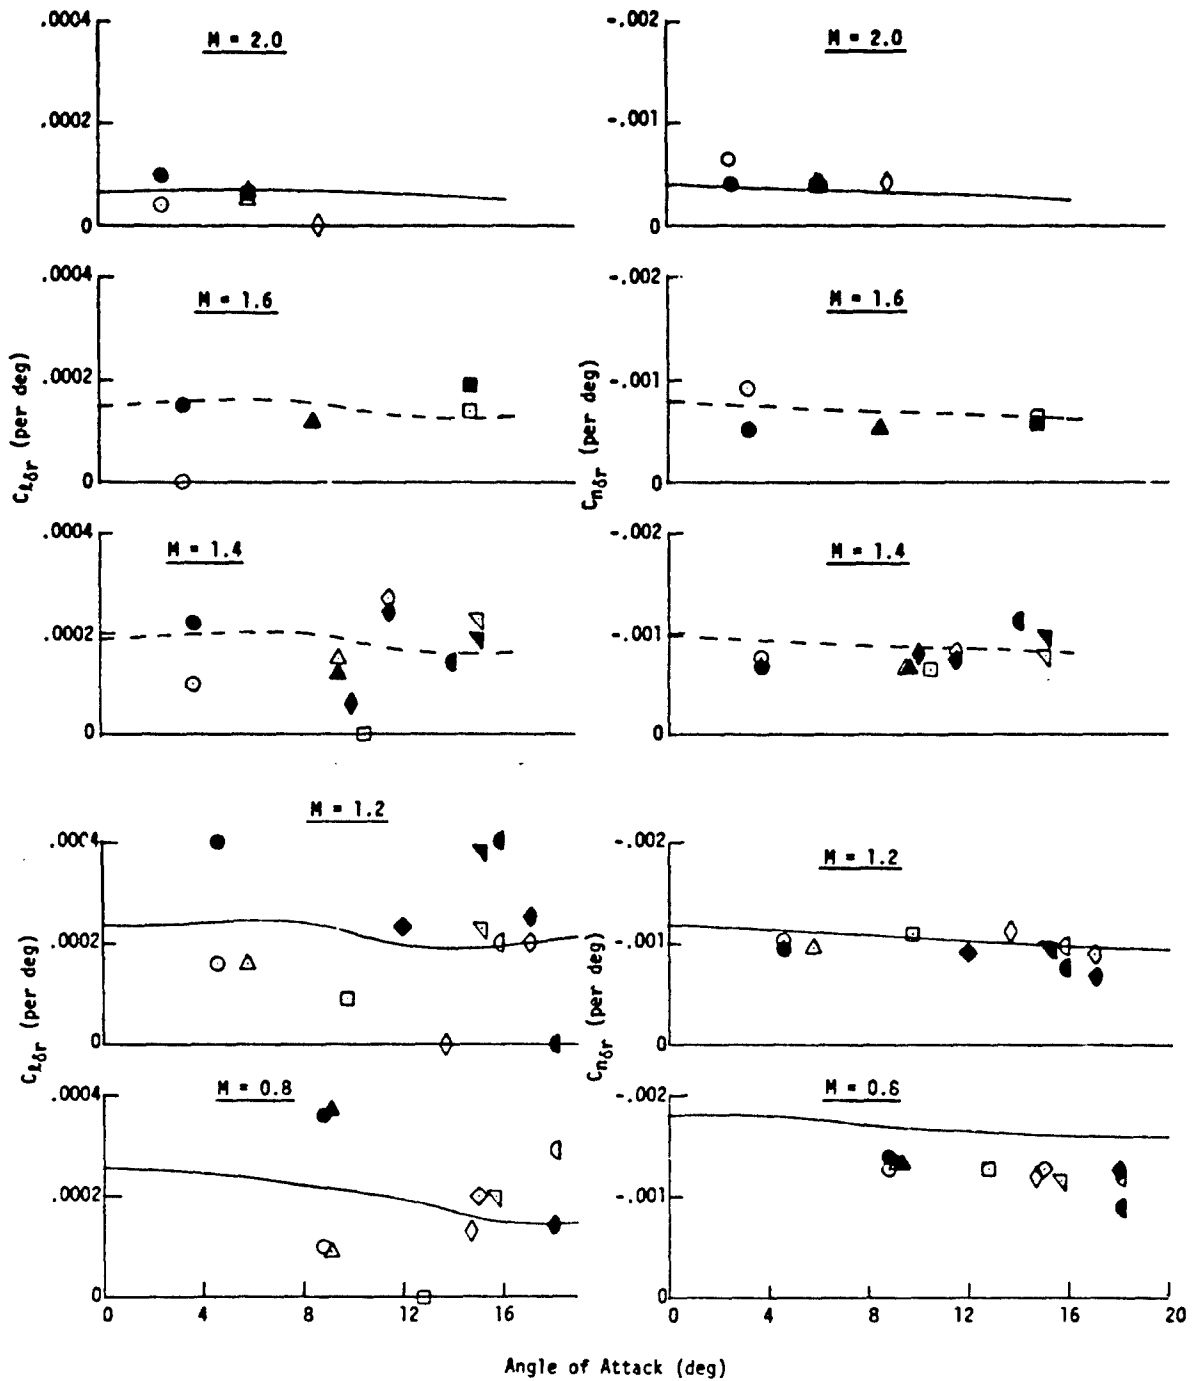 .0004
M = 2.0
.0002
0
-.002
M = 2.0
-.001
0
.0004
M = 1.6
.0002
0
-.002
M = 1.6
-.001
0
Cℓδr (per deg)
Cnδr (per deg)
.0004
M = 1.4
.0002
0
-.002
M = 1.4
-.001
0
.0004
M = 1.2
.0002
0
-.002
M = 1.2
-.001
0
Cℓδr (per deg)
Cnδr (per deg)
.0004
M = 0.8
.0002
0
0 4 8 12 16
-.002
M = 0.8
-.001
0
0 4 8 12 16 20
Angle of Attack (deg)